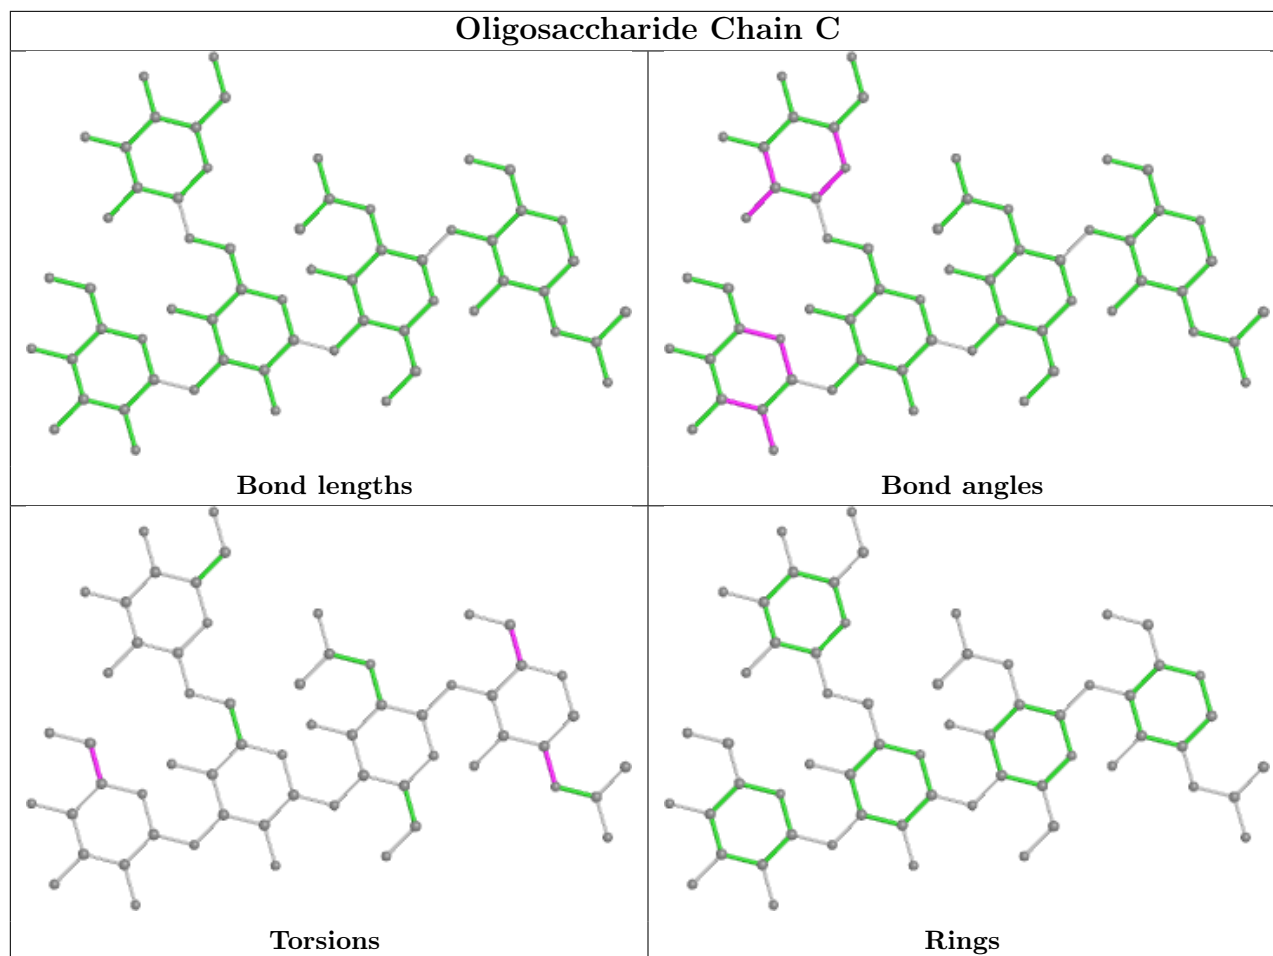 Oligosaccharide Chain C
Bond lengths
Bond angles
Torsions
Rings